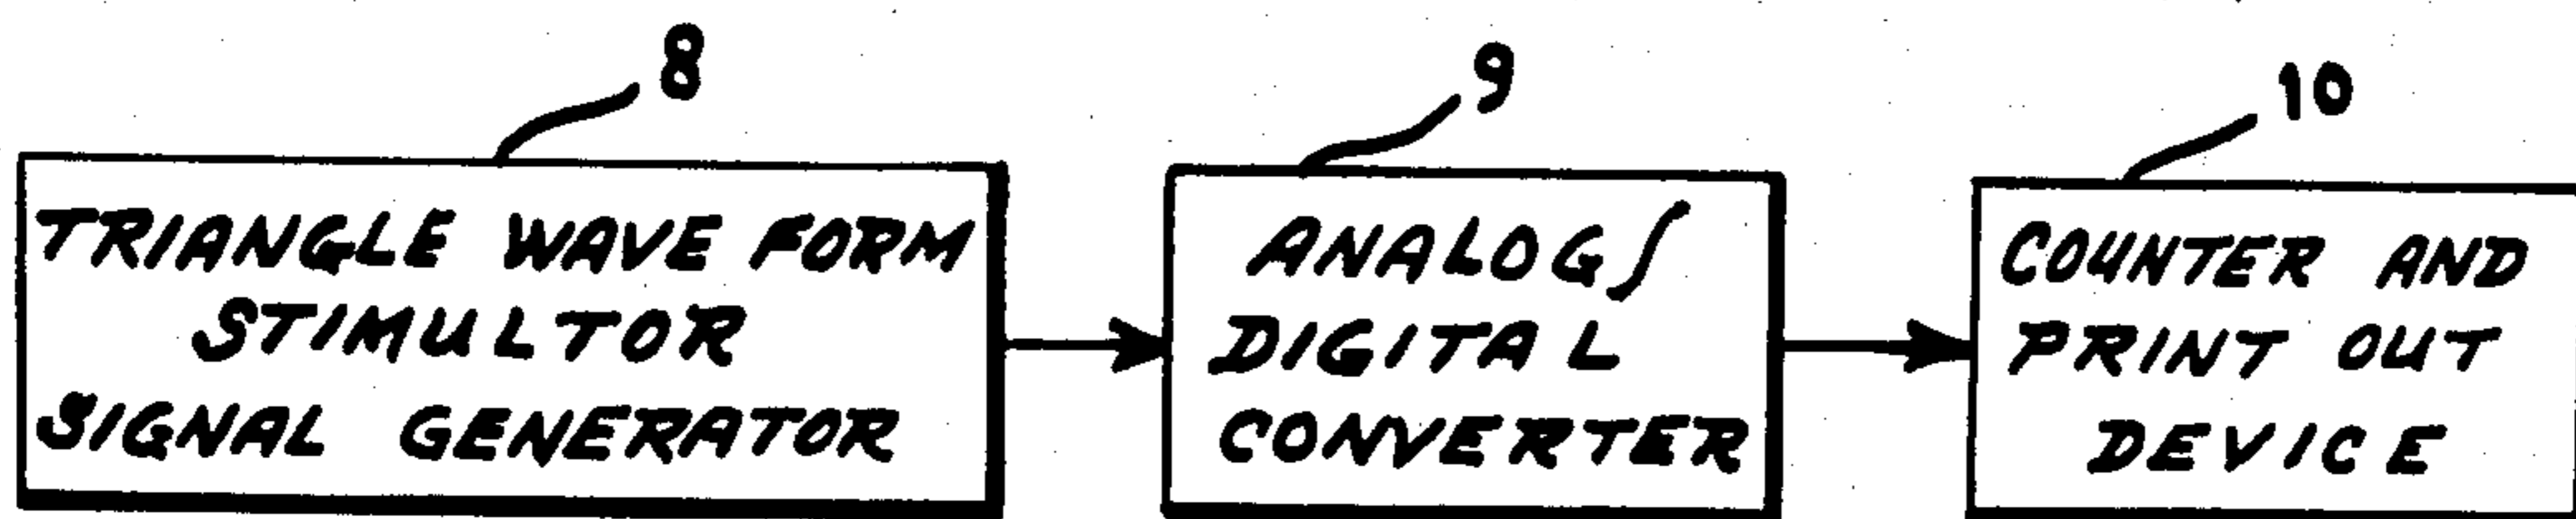 8
9
10
TRIANGLE WAVE FORM
STIMULTOR
SIGNAL GENERATOR
ANALOG/
DIGITAL
CONVERTER
COUNTER AND
PRINT OUT
DEVICE